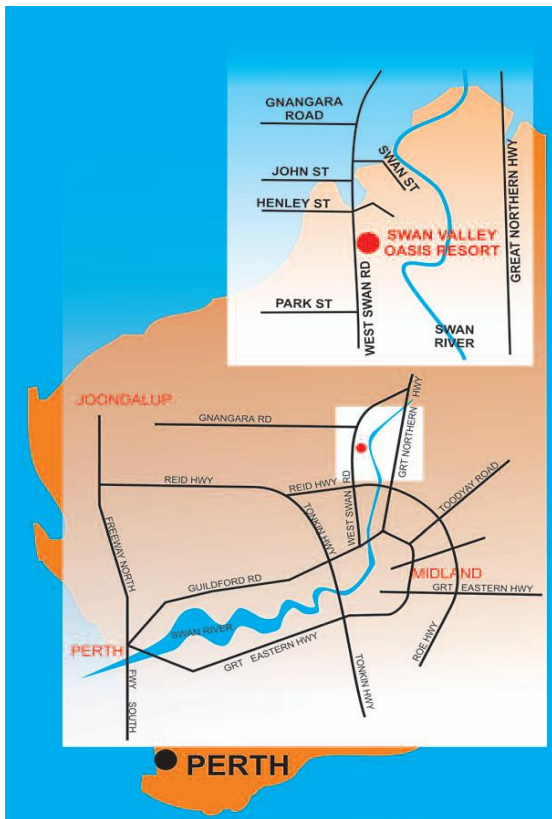 GNANGARA
ROAD
JOHN ST
SWAN ST
HENLEY ST
SWAN VALLEY
OASIS RESORT
GREAT NORTHERN HWY
WEST SWAN RD
PARK ST
SWAN
RIVER
JOONDALUP
GNANGARA RD
GRT NORTHERN HWY
REID HWY
REID HWY
TOODYAY ROAD
WEST SWAN RD
TONKIN HWY
FREEWAY NORTH
MIDLAND
GUILDFORD RD
GRT EASTERN HWY
SWAN RIVER
PERTH
GRT EASTERN HWY
ROE HWY
TONKIN HWY
FWY SOUTH
PERTH